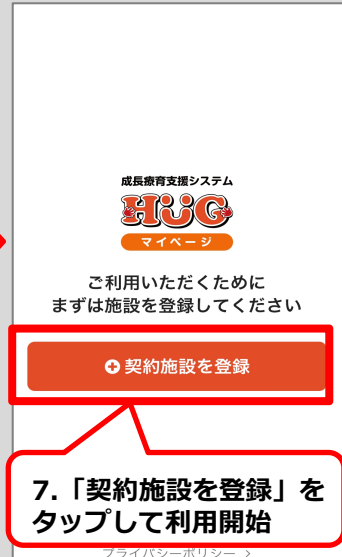 成長療育支援システム
HUG
マイページ
ご利用いただくために
まずは施設を登録してください
契約施設を登録
7.「契約施設を登録」を
タップして利用開始
プライバシーポリシー >